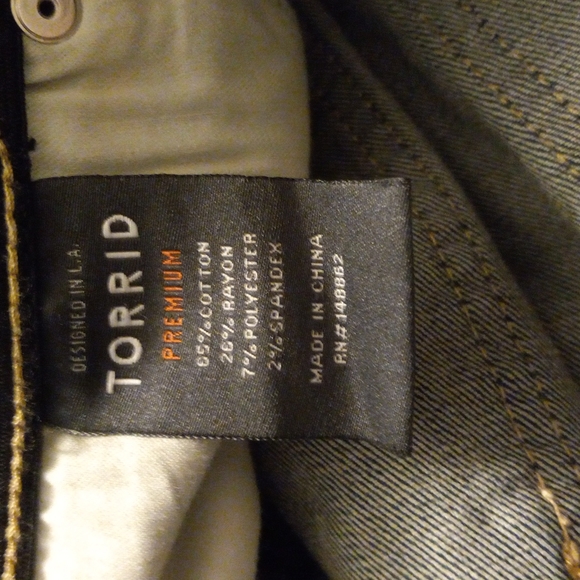 DESIGNED IN L.A.
TORRID
PREMIUM
65% COTTON
26% RAYON
7% POLYESTER
2% SPANDEX
MADE IN CHINA
RN# 148862